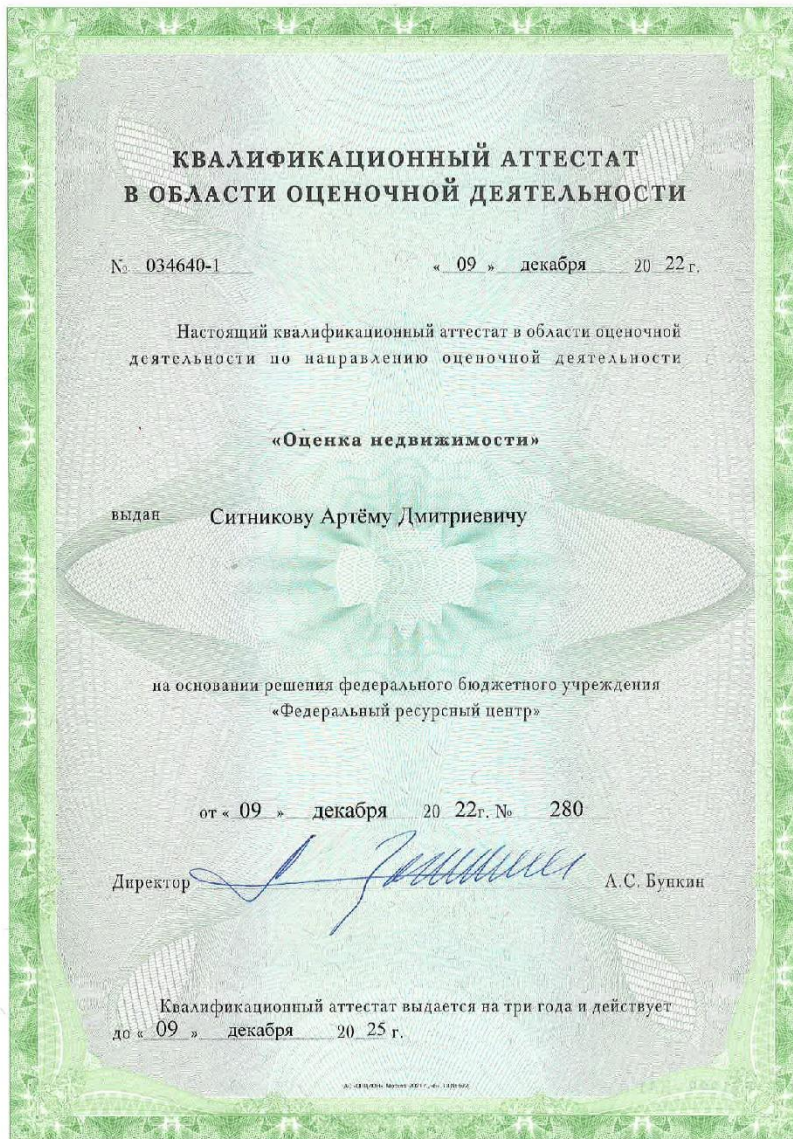 КВАЛИФИКАЦИОННЫЙ АТТЕСТАТ
В ОБЛАСТИ ОЦЕНОЧНОЙ ДЕЯТЕЛЬНОСТИ
№ 034640-1 « 09 » декабря 20 22 г.
Настоящий квалификационный аттестат в области оценочной
деятельности по направлению оценочной деятельности
«Оценка недвижимости»
выдан Ситникову Артёму Дмитриевичу
на основании решения федерального бюджетного учреждения
«Федеральный ресурсный центр»
от « 09 » декабря 20 22г. № 280
Директор А.С. Бункин
Квалификационный аттестат выдается на три года и действует
до « 09 » декабря 20 25 г.